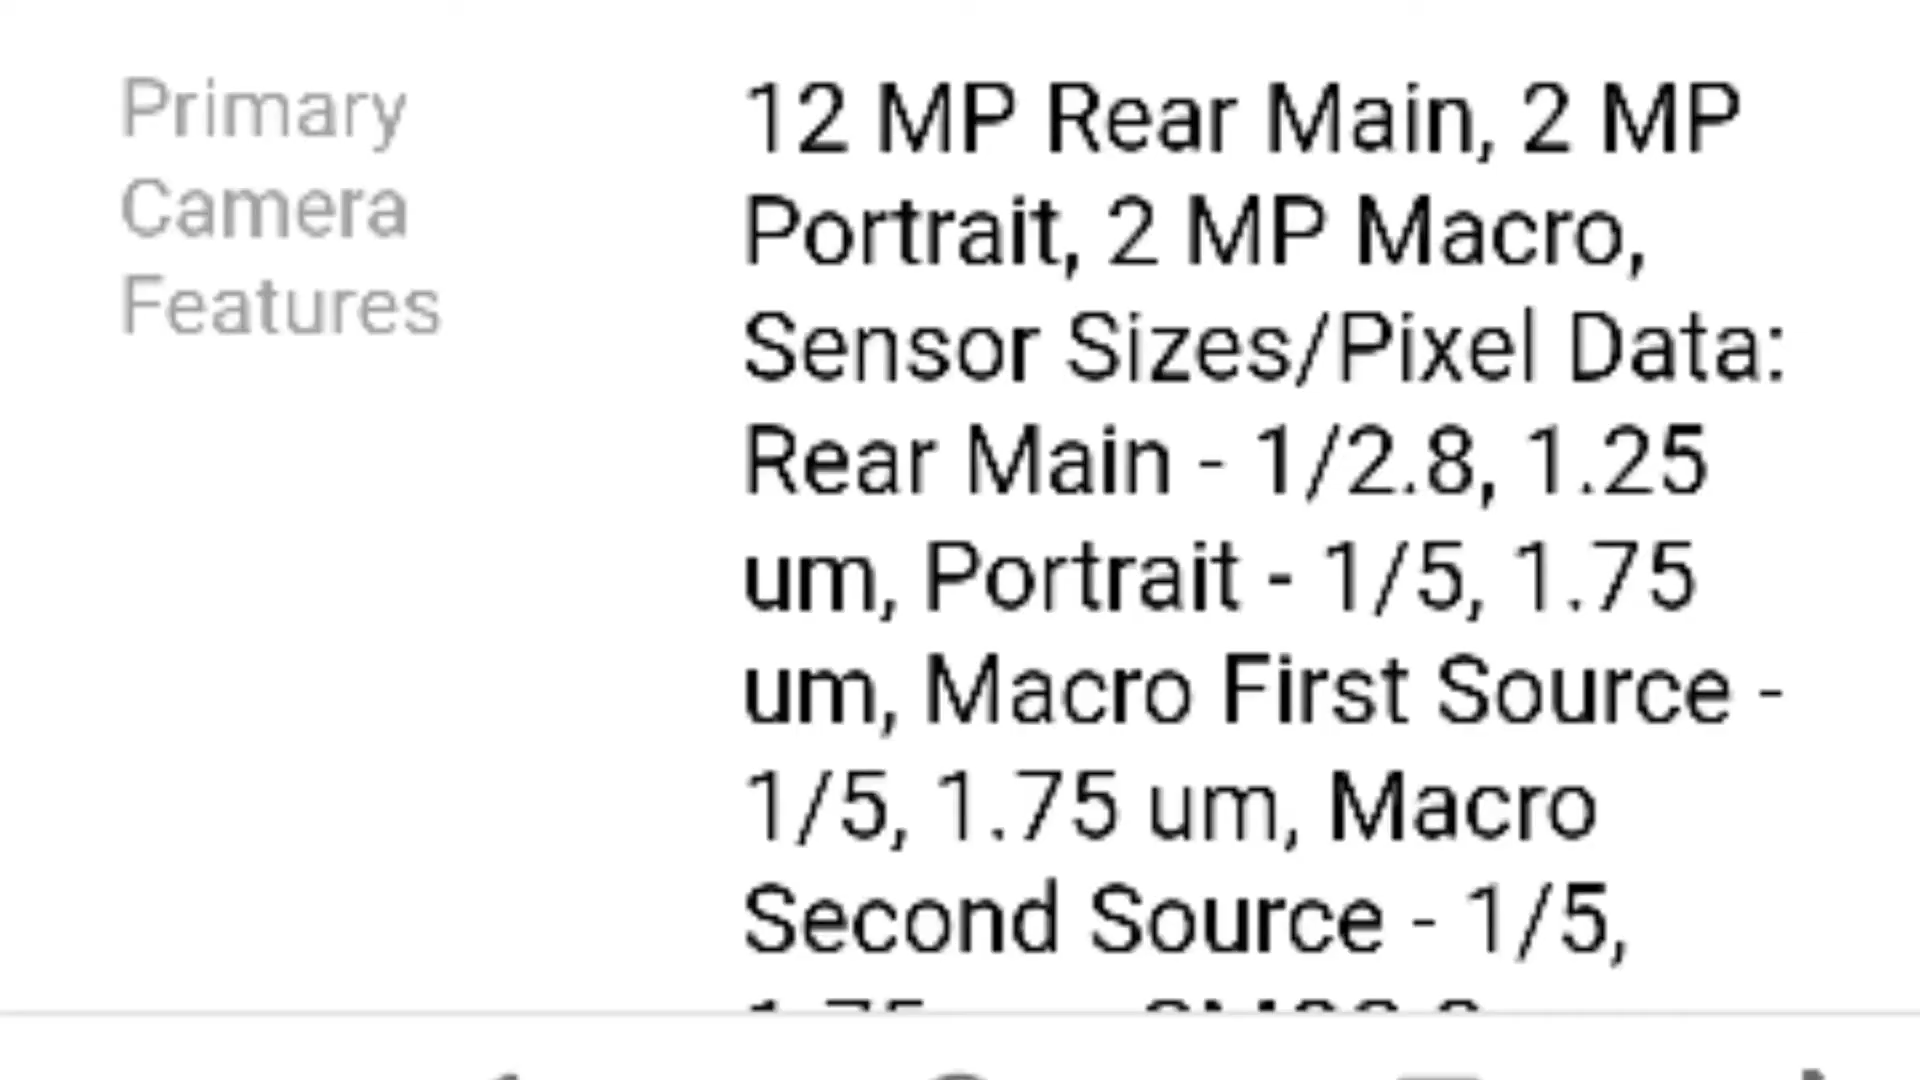 Primary
Camera
Features
12 MP Rear Main, 2 MP
Portrait, 2 MP Macro,
Sensor Sizes/Pixel Data:
Rear Main - 1/2.8, 1.25
um, Portrait - 1/5, 1.75
um, Macro First Source -
1/5, 1.75 um, Macro
Second Source - 1/5,